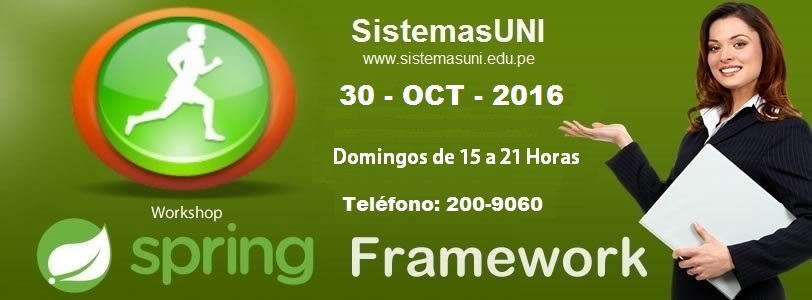 SistemasUNI
www.sistemasuni.edu.pe
30 - OCT - 2016
Domingos de 15 a 21 Horas
Teléfono: 200-9060
Workshop
spring Framework